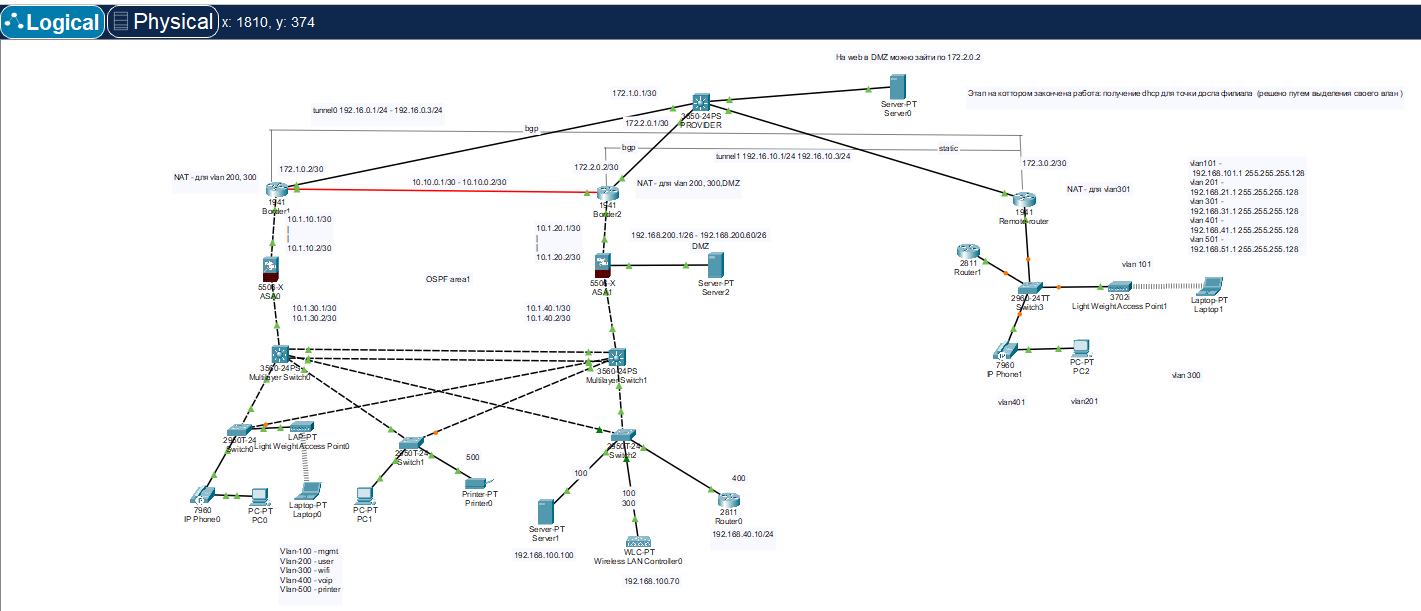 Logical
Physical
x: 1810, y: 374
На web в DMZ можно зайти по 172.2.0.2
172.1.0.1/30
Server-PT
Server0
Этап на котtором закончена работа: получение dhcp для точки доспа филиала (решено путем выделения своего влан )
tunnel0 192.16.0.1/24 - 192.16.0.3/24
3650-24PS
PROVIDER
172.2.0.1/30
bgp
bgp
static
tunnel1 192.16.10.1/24 192.16.10.3/24
172.1.0.2/30
172.2.0.2/30
172.3.0.2/30
NAT - для vlan 200, 300
10.10.0.1/30 - 10.10.0.2/30
NAT - для vlan 200, 300,DMZ
NAT - для vlan301
vlan101 -
192.168.101.1 255.255.255.128
vlan 201 -
192.168.21.1 255.255.255.128
vlan 301 -
192.168.31.1 255.255.255.128
vlan 401 -
192.168.41.1 255.255.255.128
vlan 501 -
192.168.51.1 255.255.255.128
1941
Border1
1941
Border2
1941
Remote router
10.1.10.1/30
10.1.10.2/30
10.1.20.1/30
10.1.20.2/30
192.168.200.1/26 - 192.168.200.60/26
DMZ
5506-X
ASA0
5506-X
ASA1
Server-PT
Server2
OSPF area1
2811
Router1
vlan 101
2960-24TT
Switch3
3702i
Light Weight Access Point1
Laptop-PT
Laptop1
10.1.30.1/30
10.1.30.2/30
10.1.40.1/30
10.1.40.2/30
3560-24PS
Multilayer Switch0
3560-24PS
Multilayer Switch1
7960
IP Phone1
PC-PT
PC2
vlan 300
vlan401
vlan201
2950T-24
Switch0
LAP-PT
Light Weight Access Point0
2950T-24
Switch1
2950T-24
Switch2
500
100
100
300
400
7960
IP Phone0
PC-PT
PC0
Laptop-PT
Laptop0
PC-PT
PC1
Printer-PT
Printer0
Server-PT
Server1
192.168.100.100
WLC-PT
Wireless LAN Controller0
192.168.100.70
2811
Router0
192.168.40.10/24
Vlan-100 - mgmt
Vlan-200 - user
Vlan-300 - wifi
Vlan-400 - voip
Vlan-500 - printer